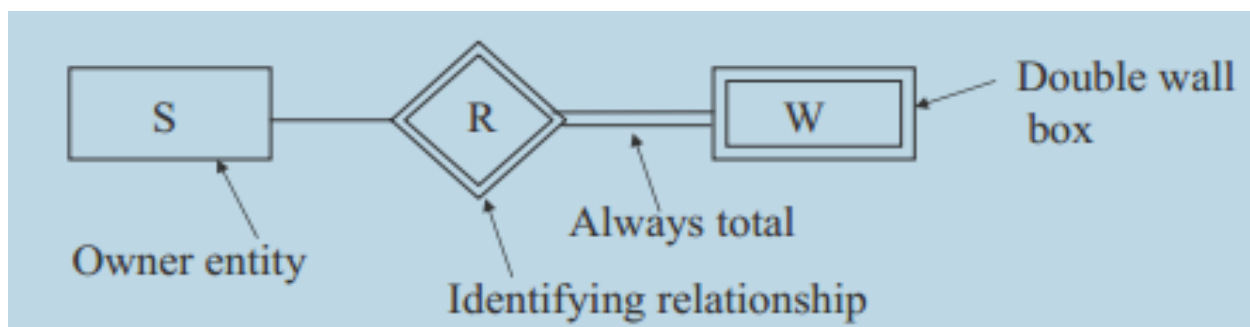 S
R
W
Double wall
box
Always total
Owner entity
Identifying relationship